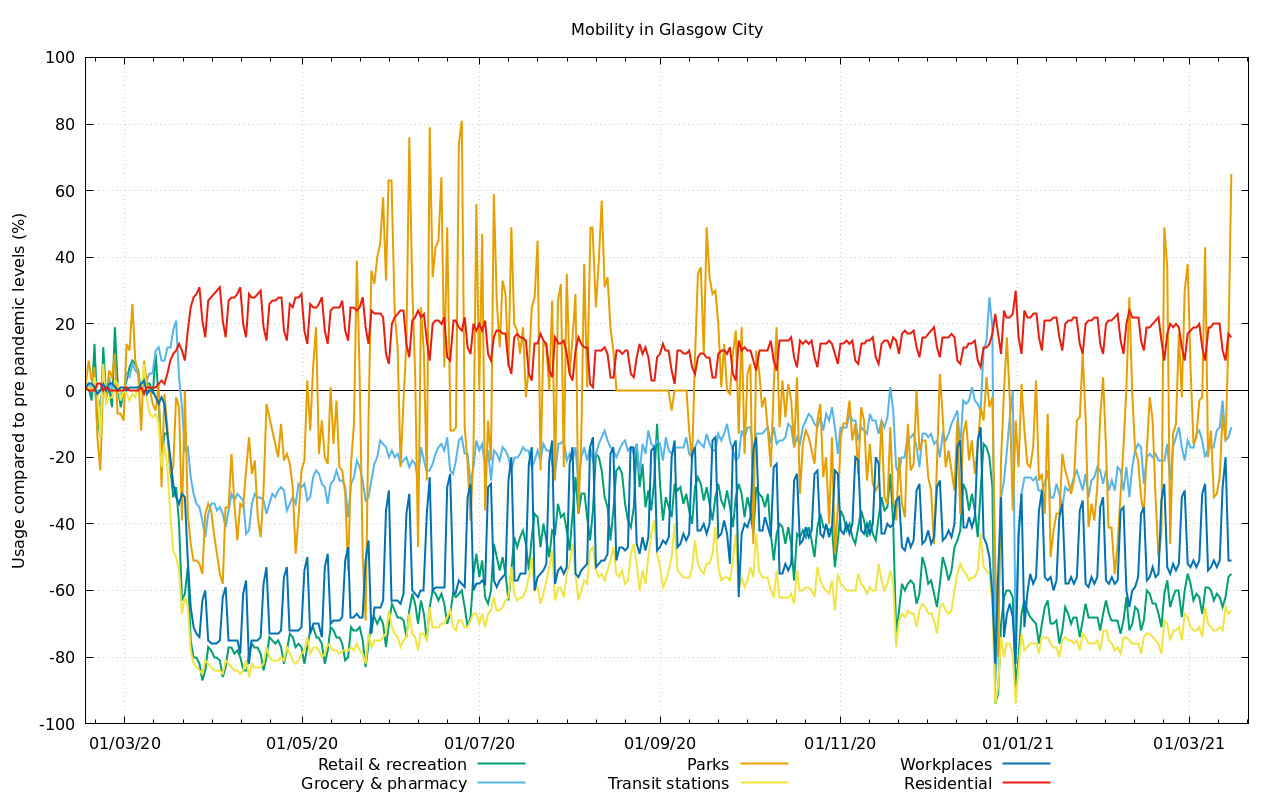 Mobility in Glasgow City
Usage compared to pre pandemic levels (%)
100
80
60
40
20
0
-20
-40
-60
-80
-100
01/03/20 01/05/20 01/07/20 01/09/20 01/11/20 01/01/21 01/03/21
Retail & recreation Parks Workplaces
Grocery & pharmacy Transit stations Residential